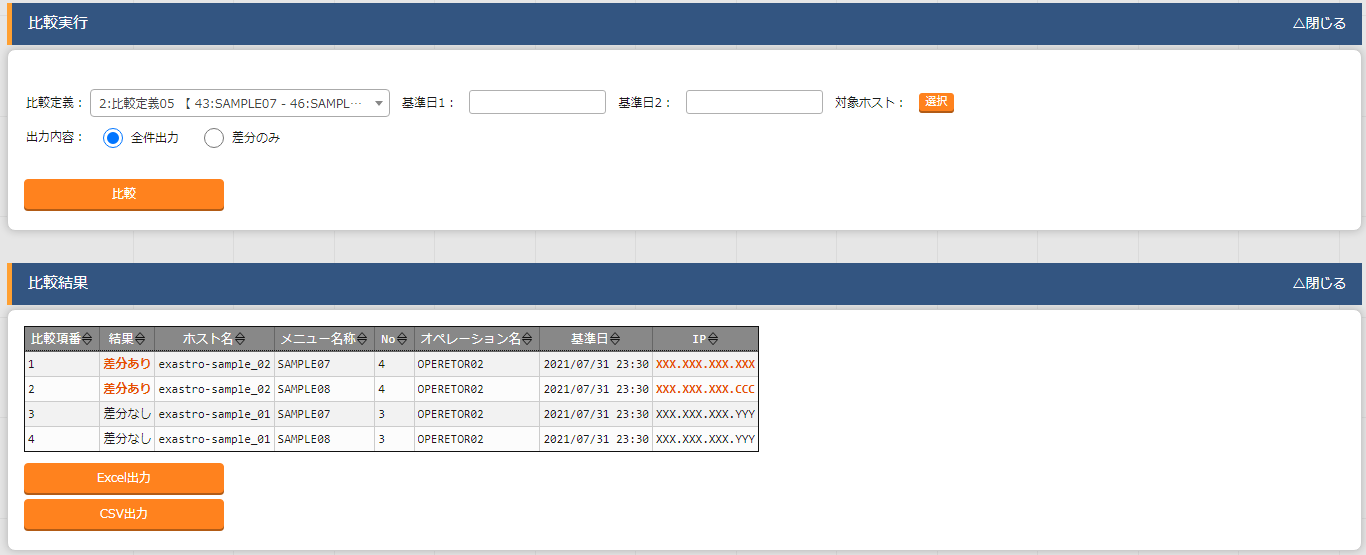 比較実行 △閉じる
比較定義： 2:比較定義05 【 43:SAMPLE07 - 46:SAMPL… 基準日1： 基準日2： 対象ホスト： 選択
出力内容： 全件出力 差分のみ
比較
比較結果 △閉じる
比較項番 結果 ホスト名 メニュー名称 No オペレーション名 基準日 IP
1 差分あり exastro-sample_02 SAMPLE07 4 OPERETOR02 2021/07/31 23:30 XXX.XXX.XXX.XXX
2 差分あり exastro-sample_02 SAMPLE08 4 OPERETOR02 2021/07/31 23:30 XXX.XXX.XXX.CCC
3 差分なし exastro-sample_01 SAMPLE07 3 OPERETOR02 2021/07/31 23:30 XXX.XXX.XXX.YYY
4 差分なし exastro-sample_01 SAMPLE08 3 OPERETOR02 2021/07/31 23:30 XXX.XXX.XXX.YYY
Excel出力
CSV出力